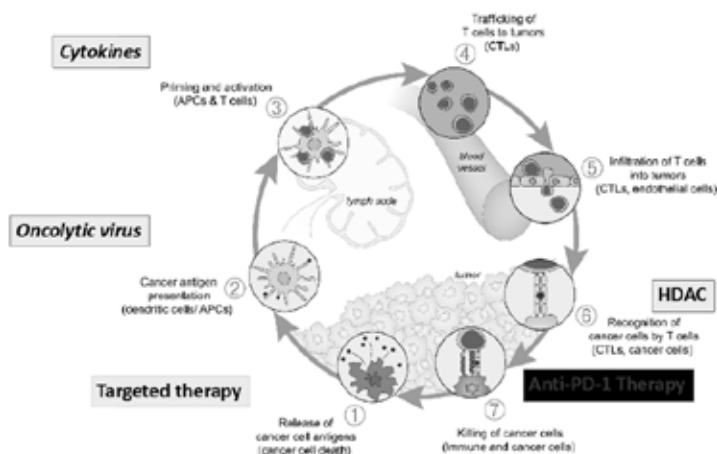 Cytokines
Trafficking of
T cells to tumors
(CTLs)
④
Priming and activation
(APCs & T cells)
③
blood
vessel
⑤
Infiltration of T cells
into tumors
(CTLs, endothelial cells)
lymph node
Oncolytic virus
②
Cancer antigen
presentation
(dendritic cells/ APCs)
tumor
HDAC
⑥
Recognition of
cancer cells by T cells
(CTLs, cancer cells)
Targeted therapy
Anti-PD-1 Therapy
①
Release of
cancer cell antigens
(cancer cell death)
⑦
Killing of cancer cells
(Immune and cancer cells)